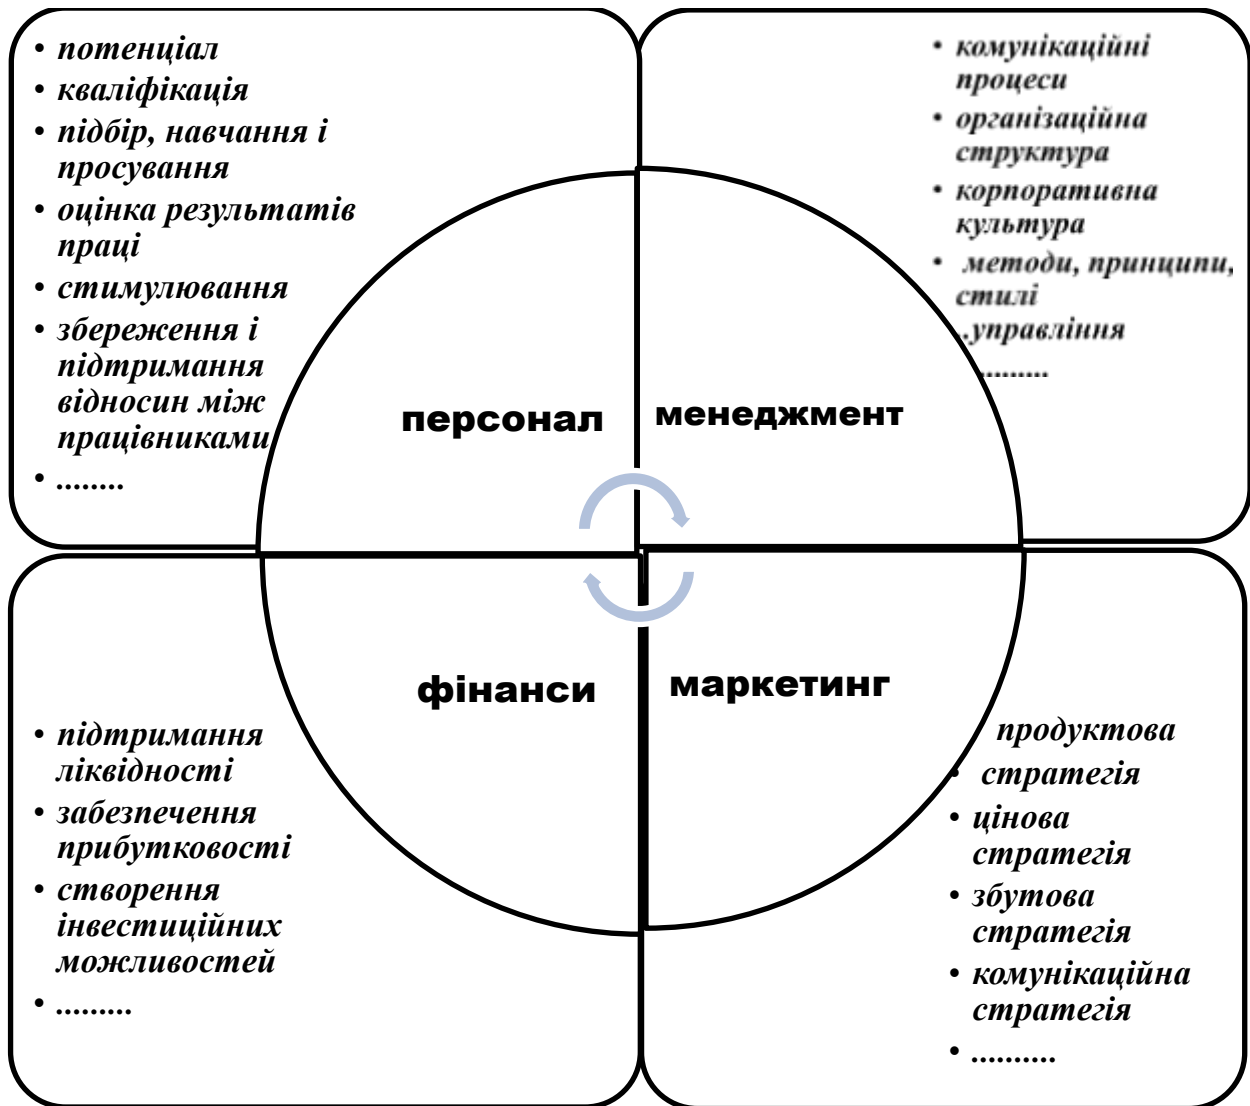 • потенціал
• кваліфікація
• підбір, навчання і
просування
• оцінка результатів
праці
• стимулювання
• збереження і
підтримання
відносин між
працівниками
• ........
• комунікаційні
процеси
• організаційна
структура
• корпоративна
культура
• методи, принципи,
стилі
..управління
..........
персонал
менеджмент
фінанси
маркетинг
• підтримання
ліквідності
• забезпечення
прибутковості
• створення
інвестиційних
можливостей
• .........
продуктова
• стратегія
• цінова
стратегія
• збутова
стратегія
• комунікаційна
стратегія
• ..........